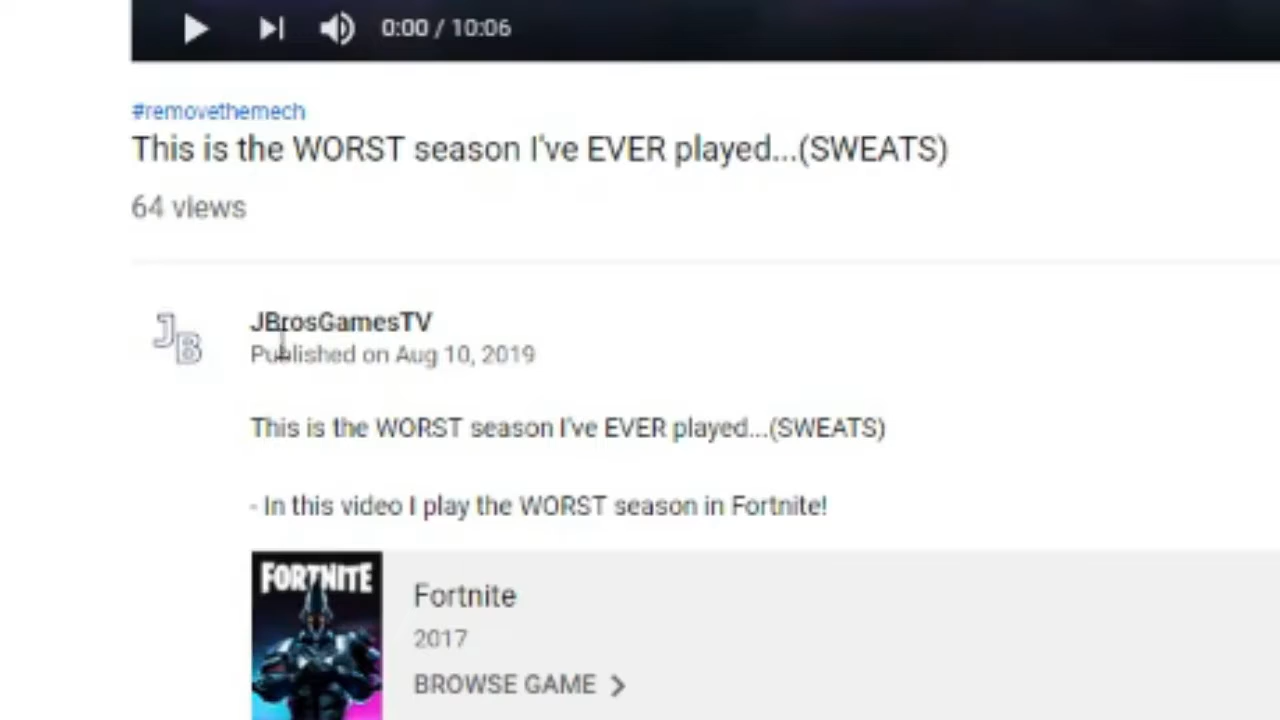 0:00 / 10:06
#removethemech
This is the WORST season I've EVER played...(SWEATS)
64 views
JB
JBrosGamesTV
Published on Aug 10, 2019
This is the WORST season I've EVER played...(SWEATS)
- In this video I play the WORST season in Fortnite!
FORTNITE
Fortnite
2017
BROWSE GAME